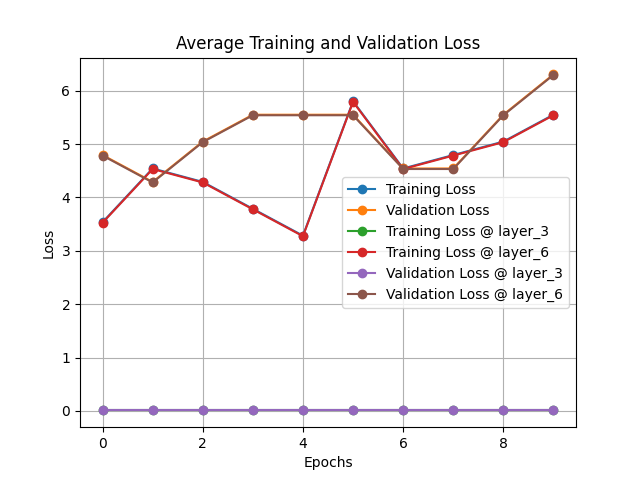 Average Training and Validation Loss
6
5
4
3
2
1
0
Loss
Training Loss
Validation Loss
Training Loss @ layer_3
Training Loss @ layer_6
Validation Loss @ layer_3
Validation Loss @ layer_6
0 2 4 6 8
Epochs